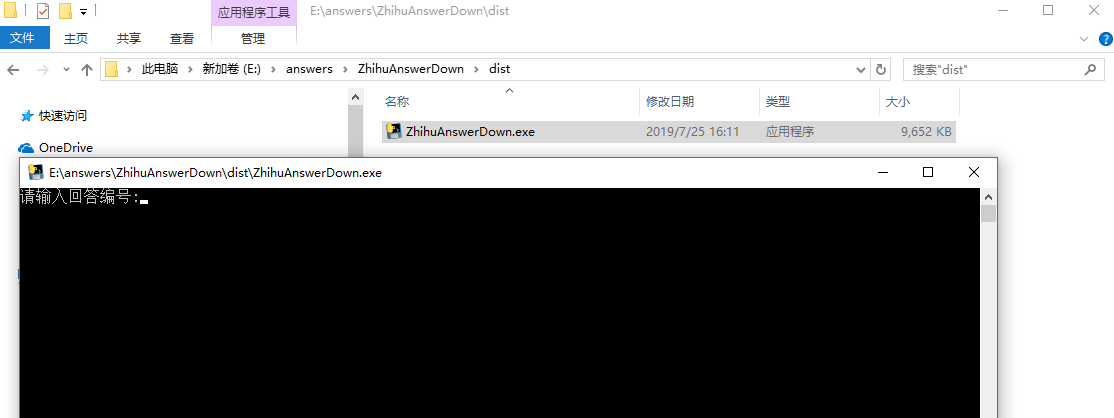 应用程序工具 E:\answers\ZhihuAnswerDown\dist
文件 主页 共享 查看 管理
此电脑 新加卷 (E:) answers ZhihuAnswerDown dist 搜索"dist"
快速访问 名称 修改日期 类型 大小
ZhihuAnswerDown.exe 2019/7/25 16:11 应用程序 9,652 KB
OneDrive
E:\answers\ZhihuAnswerDown\dist\ZhihuAnswerDown.exe
请输入回答编号: